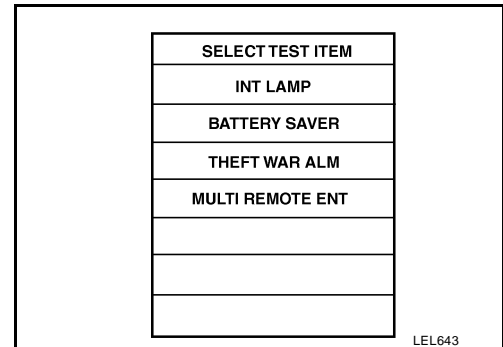 SELECT TEST ITEM
INT LAMP
BATTERY SAVER
THEFT WAR ALM
MULTI REMOTE ENT
LEL643